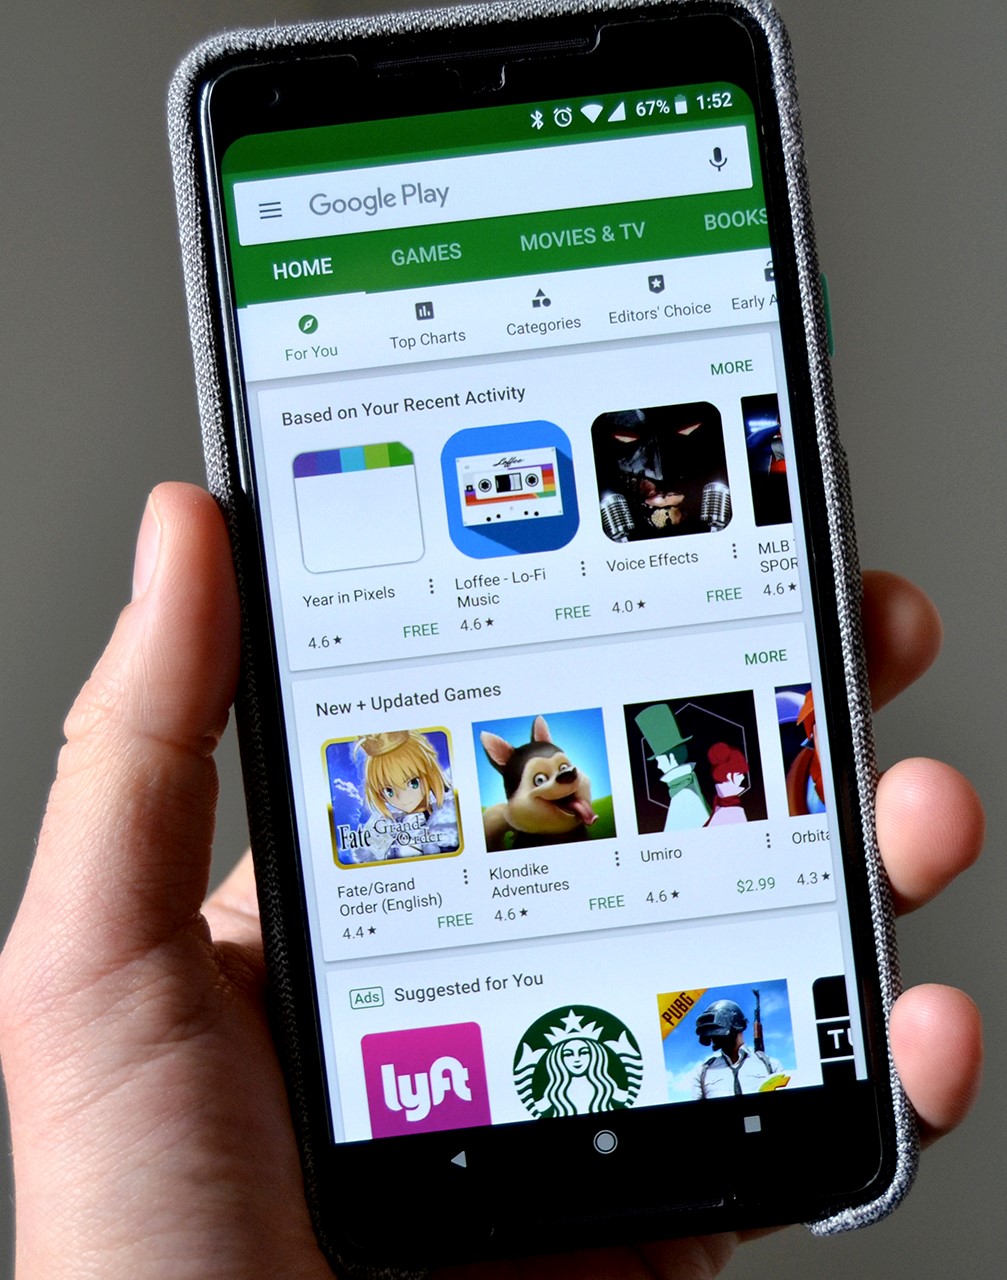 67% 1:52
Google Play
HOME GAMES MOVIES & TV BOOKS
For You Top Charts Categories Editors' Choice Early A
Based on Your Recent Activity MORE
Loffee
Year in Pixels Loffee - Lo-Fi Music Voice Effects MLB SPOR
4.6★ FREE 4.6★ FREE 4.0★ FREE 4.6★
New + Updated Games MORE
Fate Grand Order
Fate/Grand Order (English) Klondike Adventures Umiro Orbita
4.4★ FREE 4.6★ FREE 4.6★ $2.99 4.3★
Ads Suggested for You
lyft PUBG